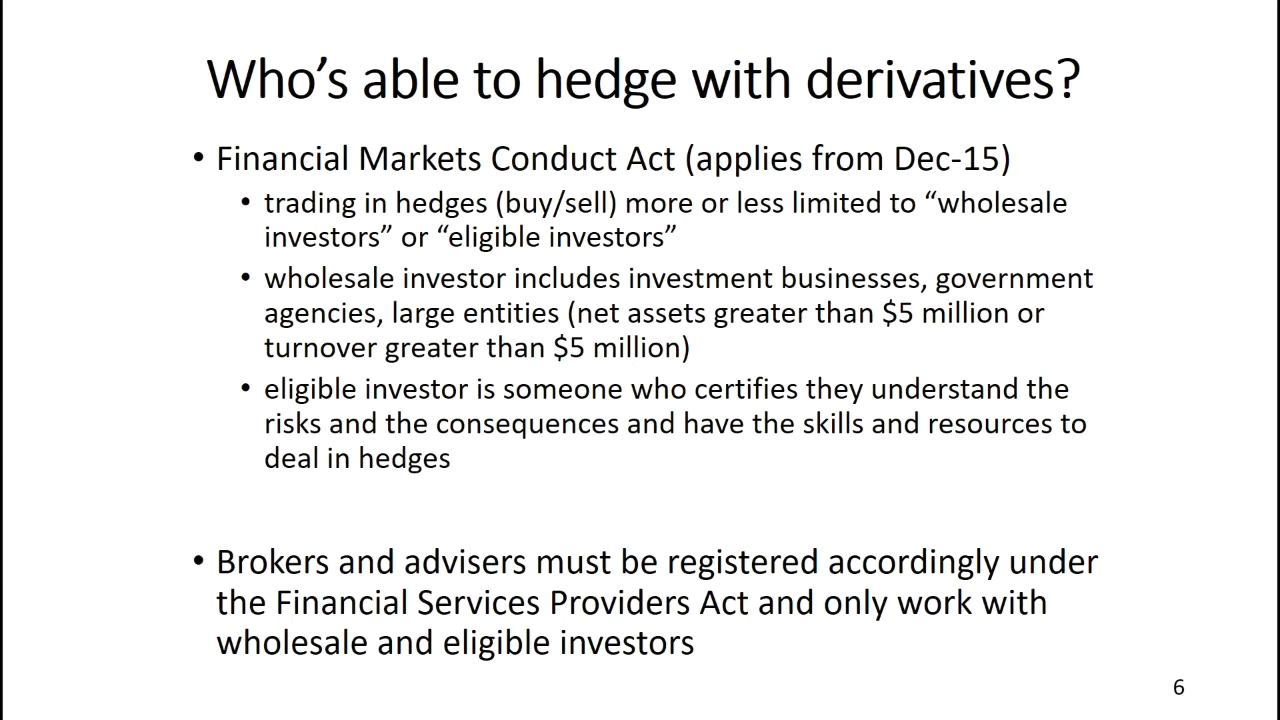 Who’s able to hedge with derivatives?
• Financial Markets Conduct Act (applies from Dec-15)
• trading in hedges (buy/sell) more or less limited to “wholesale
investors” or “eligible investors”
• wholesale investor includes investment businesses, government
agencies, large entities (net assets greater than $5 million or
turnover greater than $5 million)
• eligible investor is someone who certifies they understand the
risks and the consequences and have the skills and resources to
deal in hedges
• Brokers and advisers must be registered accordingly under
the Financial Services Providers Act and only work with
wholesale and eligible investors
6